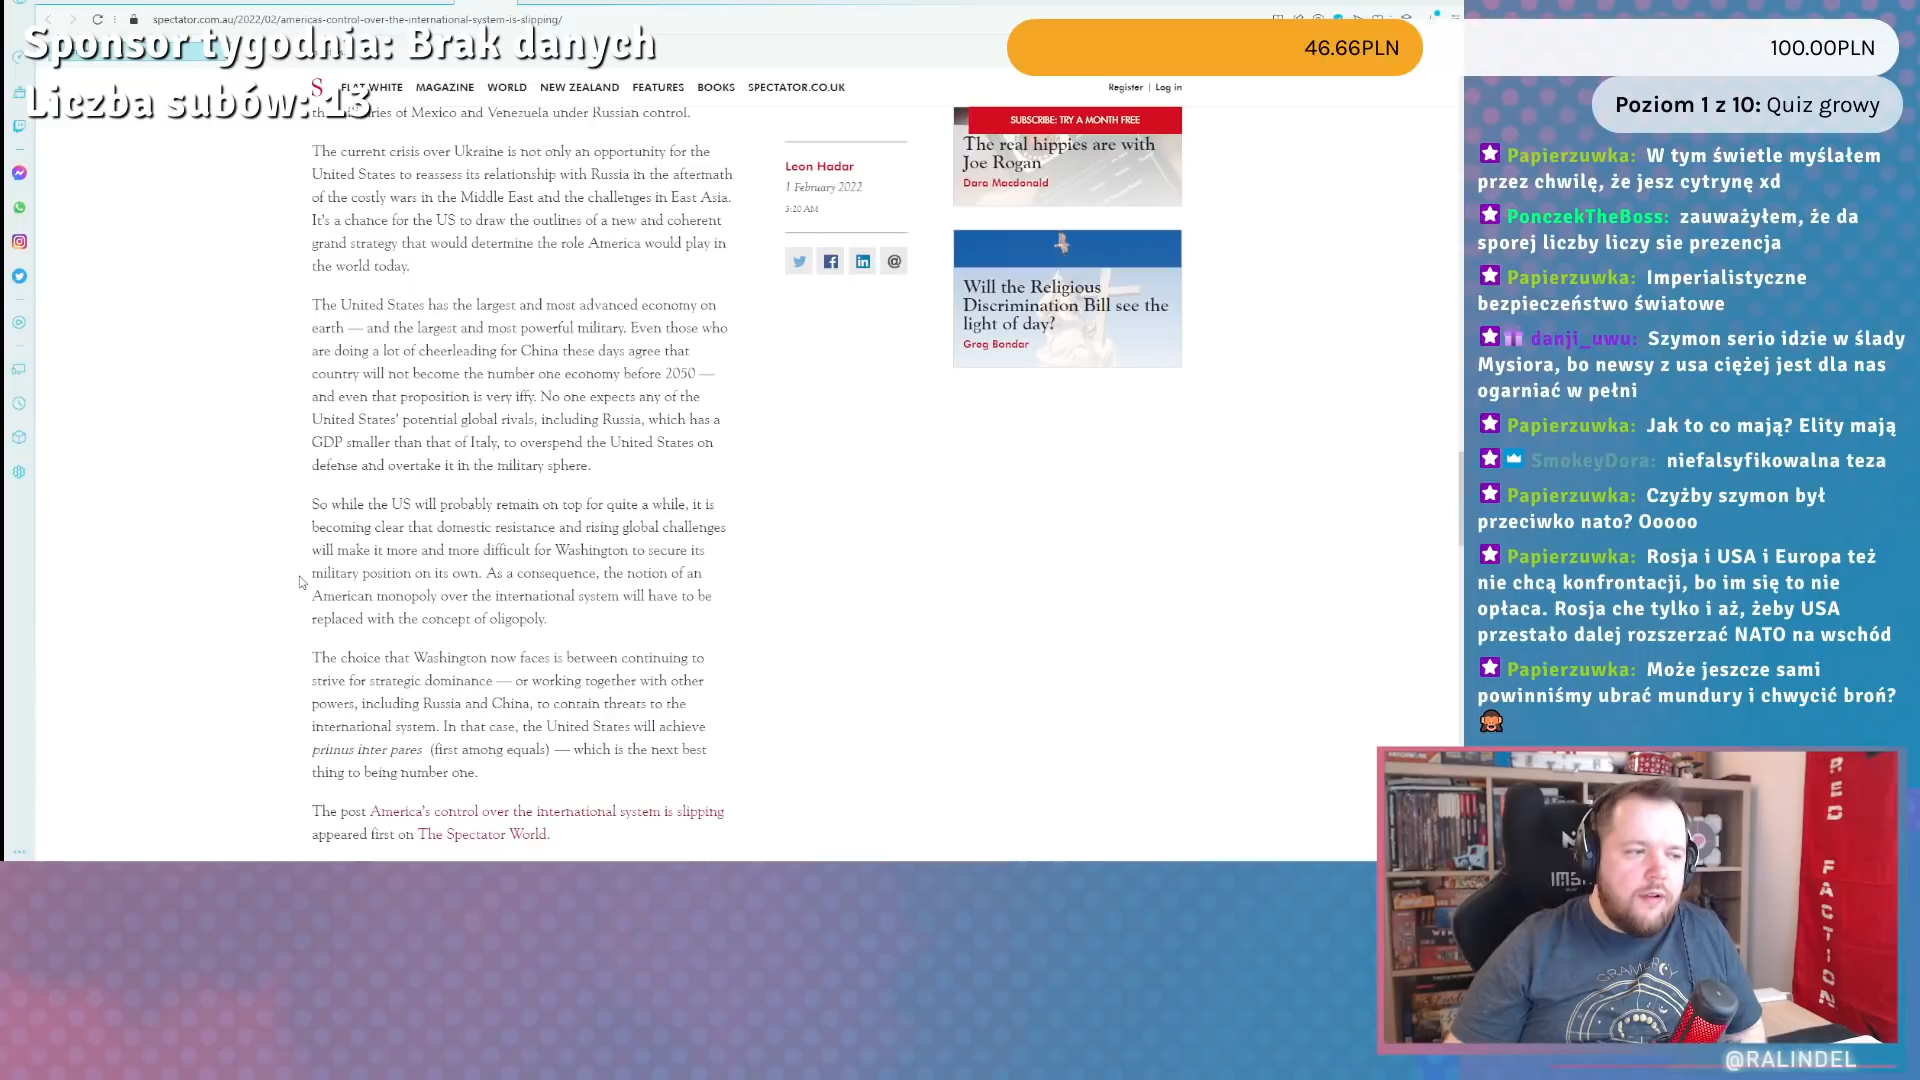 spectator.com.au/2022/02/americas-control-over-the-international-system-is-slipping/
Sponsor tygodnia: Brak danych
Liczba subów: 13
46.66PLN
100.00PLN
Poziom 1 z 10: Quiz growy
S WHITE MAGAZINE WORLD NEW ZEALAND FEATURES BOOKS SPECTATOR.CO.UK
Register | Log in
of Mexico and Venezuela under Russian control.
The current crisis over Ukraine is not only an opportunity for the
United States to reassess its relationship with Russia in the aftermath
of the costly wars in the Middle East and the challenges in East Asia.
It's a chance for the US to draw the outlines of a new and coherent
grand strategy that would determine the role America would play in
the world today.
The United States has the largest and most advanced economy on
earth — and the largest and most powerful military. Even those who
are doing a lot of cheerleading for China these days agree that
country will not become the number one economy before 2050 —
and even that proposition is very iffy. No one expects any of the
United States' potential global rivals, including Russia, which has a
GDP smaller than that of Italy, to overspend the United States on
defense and overtake it in the military sphere.
So while the US will probably remain on top for quite a while, it is
becoming clear that domestic resistance and rising global challenges
will make it more and more difficult for Washington to secure its
military position on its own. As a consequence, the notion of an
American monopoly over the international system will have to be
replaced with the concept of oligopoly.
The choice that Washington now faces is between continuing to
strive for strategic dominance — or working together with other
powers, including Russia and China, to contain threats to the
international system. In that case, the United States will achieve
primus inter pares (first among equals) — which is the next best
thing to being number one.
The post America's control over the international system is slipping
appeared first on The Spectator World.
Leon Hadar
1 February 2022
3:20 AM
SUBSCRIBE: TRY A MONTH FREE
The real hippies are with
Joe Rogan
Dara Macdonald
Will the Religious
Discrimination Bill see the
light of day?
Greg Bondar
Papierzuwka: W tym świetle myślałem
przez chwilę, że jesz cytrynę xd
PonczekTheBoss: zauważyłem, że da
sporej liczby liczy sie prezencja
Papierzuwka: Imperialistyczne
bezpieczeństwo światowe
danji_uwu: Szymon serio idzie w ślady
Mysiora, bo newsy z usa ciężej jest dla nas
ogarniać w pełni
Papierzuwka: Jak to co mają? Elity mają
SmokeyDora: niefalsyfikowalna teza
Papierzuwka: Czyżby szymon był
przeciwko nato? Ooooo
Papierzuwka: Rosja i USA i Europa też
nie chcą konfrontacji, bo im się to nie
opłaca. Rosja che tylko i aż, żeby USA
przestało dalej rozszerzać NATO na wschód
Papierzuwka: Może jeszcze sami
powinniśmy ubrać mundury i chwycić broń?
RED
FACTION
GRAMERCY
@RALINDEL